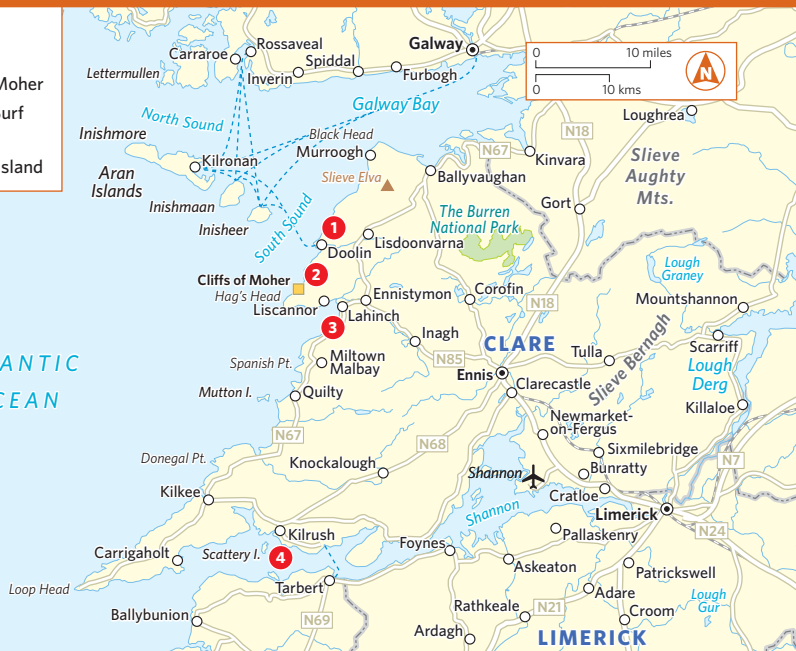 Moher
urf
sland
Rossaveal
Carraroe
Galway
Spiddal
Lettermullen
Inverin
Furbogh
0 10 miles
0 10 kms
N
Loughrea
North Sound
Galway Bay
Inishmore
Black Head
N18
Murroogh
N67
Kinvara
Kilronan
Slieve
Aughty
Mts.
Aran
Islands
Slieve Elva
Ballyvaughan
Inishmaan
Gort
The Burren
National Park
Inisheer
South Sound
1
Lisdoonvarna
Doolin
2
Cliffs of Moher
Hag's Head
Lough
Graney
Corofin
Ennistymon
N18
Mountshannon
Liscannor
Lahinch
3
Inagh
CLARE
Scarriff
Spanish Pt.
Miltown
Malbay
N85
Tulla
Slieve Bernagh
Lough
Derg
ANTIC
CEAN
Ennis
Clarecastle
Mutton I.
Quilty
Killaloe
Newmarket-
on-Fergus
N67
N68
Sixmilebridge
N7
Donegal Pt.
Knockalough
Shannon
Bunratty
Kilkee
Cratloe
Shannon
Limerick
N24
Kilrush
Pallaskenry
Carrigaholt
Scattery I.
4
Foynes
Askeaton
Patrickswell
Loop Head
Tarbert
Adare
Lough
Gur
Ballybunion
N69
Rathkeale
N21
Croom
Ardagh
LIMERICK